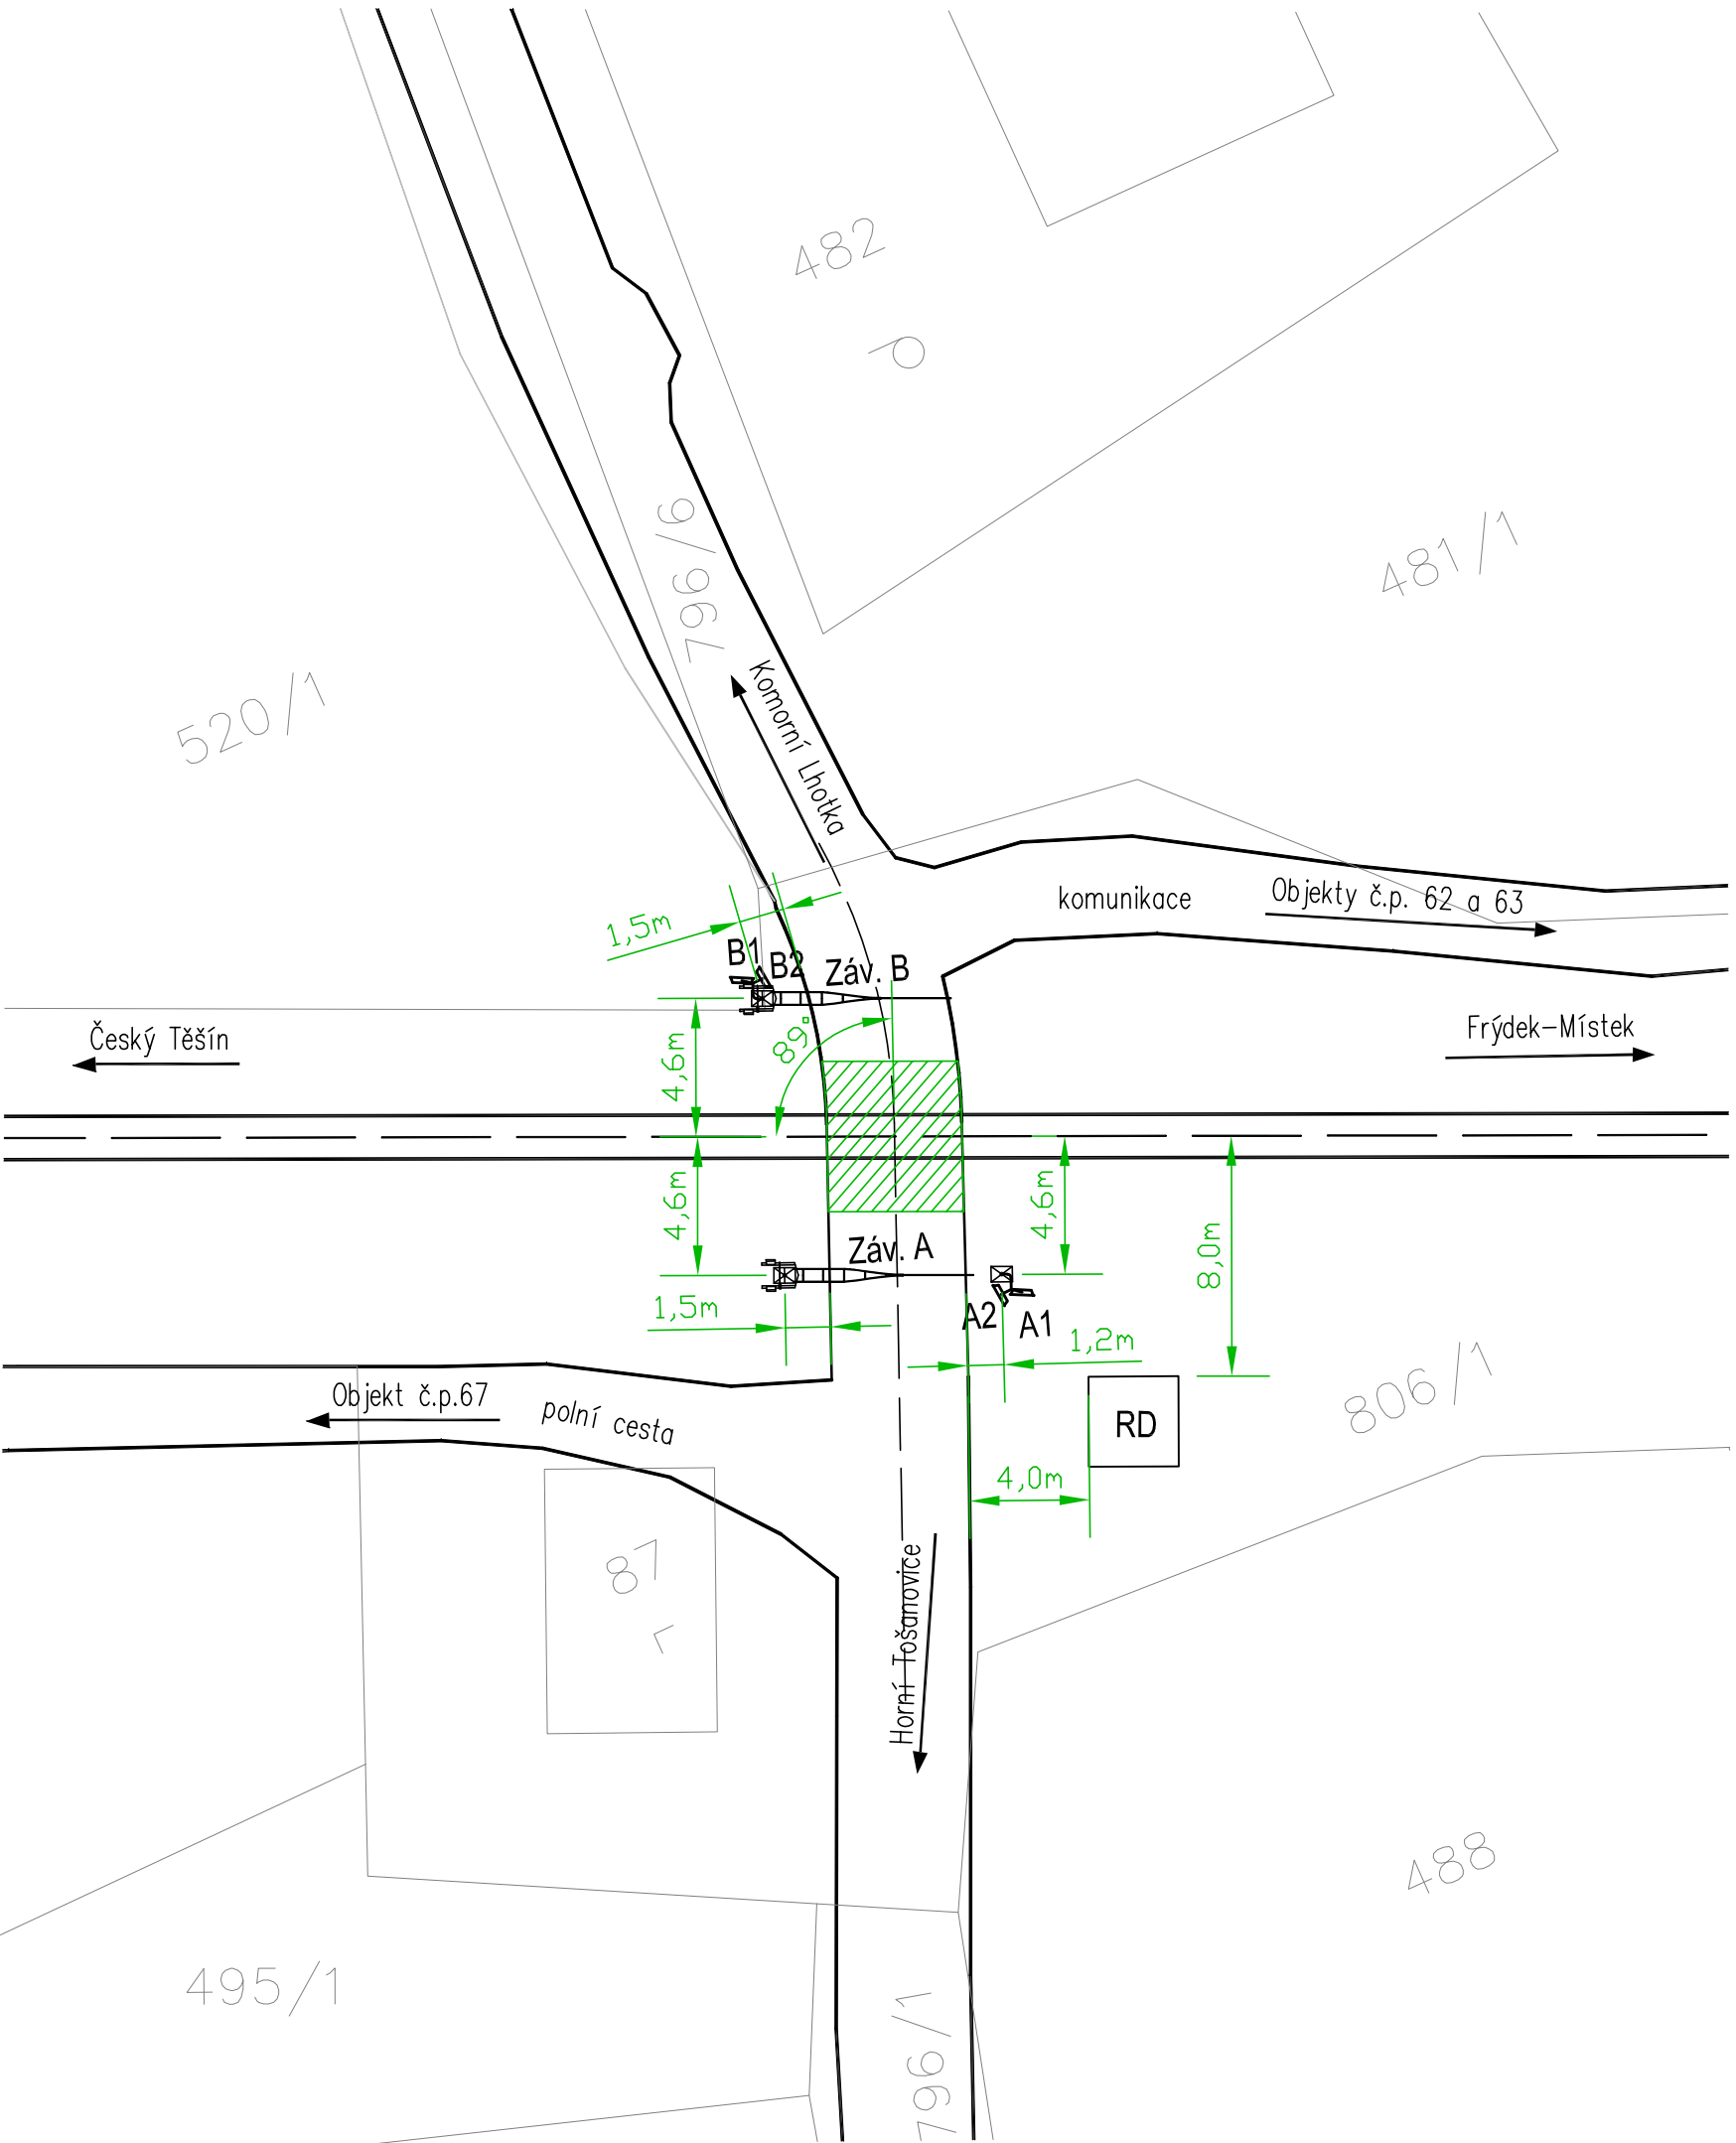 482
796/6
481/1
520/1
Komorní Lhotka
komunikace
Objekty č.p. 62 a 63
1,5m
B1
B2
Záv. B
Český Těšín
Frýdek-Místek
4,6m
89°
4,6m
4,6m
8,0m
Záv. A
1,5m
A2
A1
1,2m
Objekt č.p.67
polní cesta
RD
806/1
4,0m
87
Horní Tošanovice
488
495/1
796/1